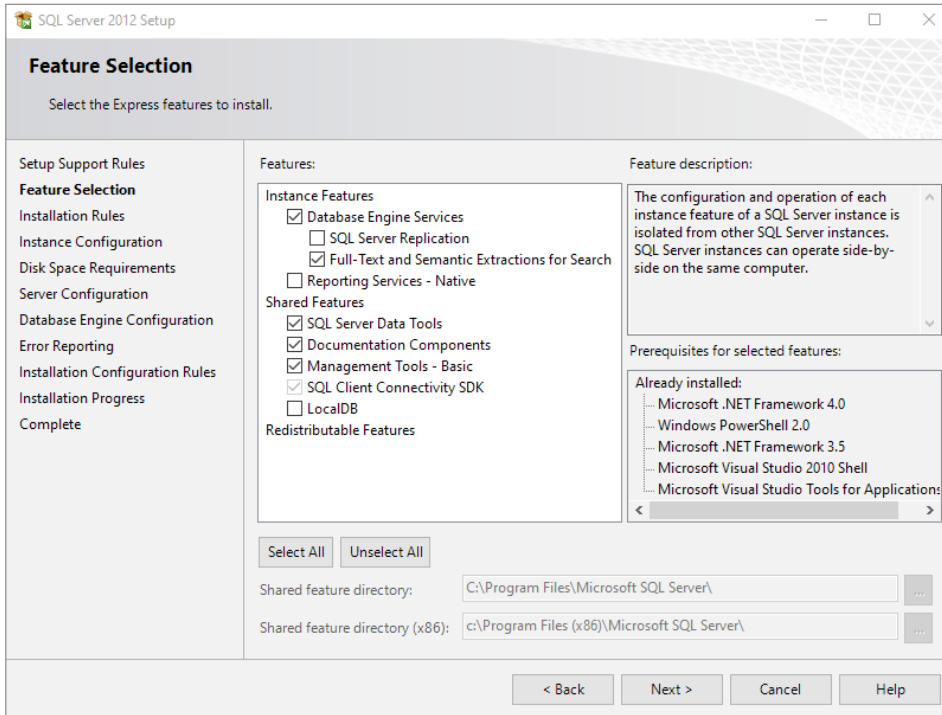 SQL Server 2012 Setup
Feature Selection
Select the Express features to install.
Setup Support Rules
Feature Selection
Installation Rules
Instance Configuration
Disk Space Requirements
Server Configuration
Database Engine Configuration
Error Reporting
Installation Configuration Rules
Installation Progress
Complete
Features:
Instance Features
Database Engine Services
SQL Server Replication
Full-Text and Semantic Extractions for Search
Reporting Services - Native
Shared Features
SQL Server Data Tools
Documentation Components
Management Tools - Basic
SQL Client Connectivity SDK
LocalDB
Redistributable Features
Feature description:
The configuration and operation of each
instance feature of a SQL Server instance is
isolated from other SQL Server instances.
SQL Server instances can operate side-by-
side on the same computer.
Prerequisites for selected features:
Already installed:
Microsoft .NET Framework 4.0
Windows PowerShell 2.0
Microsoft .NET Framework 3.5
Microsoft Visual Studio 2010 Shell
Microsoft Visual Studio Tools for Applications
Select All
Unselect All
Shared feature directory:
C:\Program Files\Microsoft SQL Server\
...
Shared feature directory (x86):
c:\Program Files (x86)\Microsoft SQL Server\
...
< Back
Next >
Cancel
Help